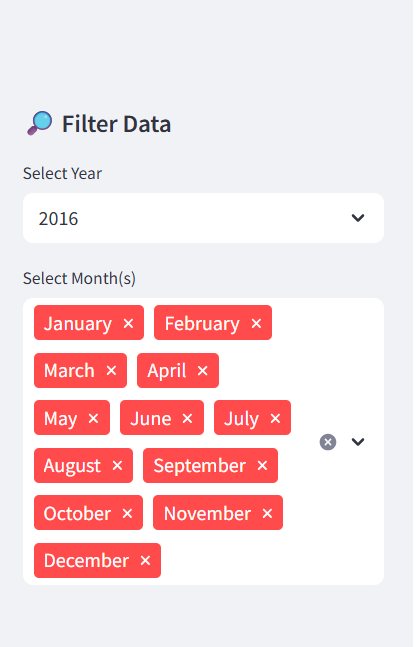 Filter Data
Select Year
2016
Select Month(s)
January × February ×
March × April ×
May × June × July ×
August × September ×
October × November ×
December ×